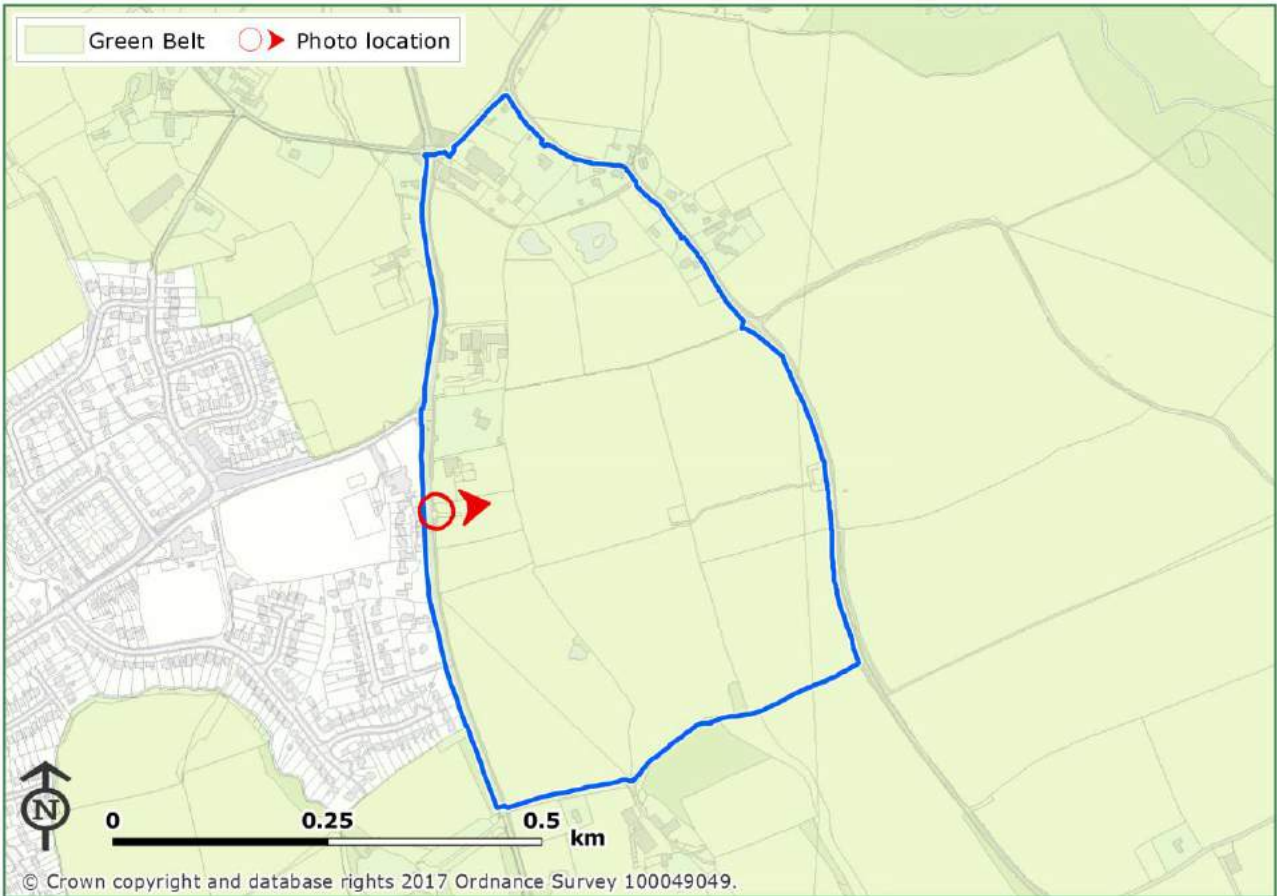 Green Belt Photo location
N
0 0.25 0.5
km
© Crown copyright and database rights 2017 Ordnance Survey 100049049.